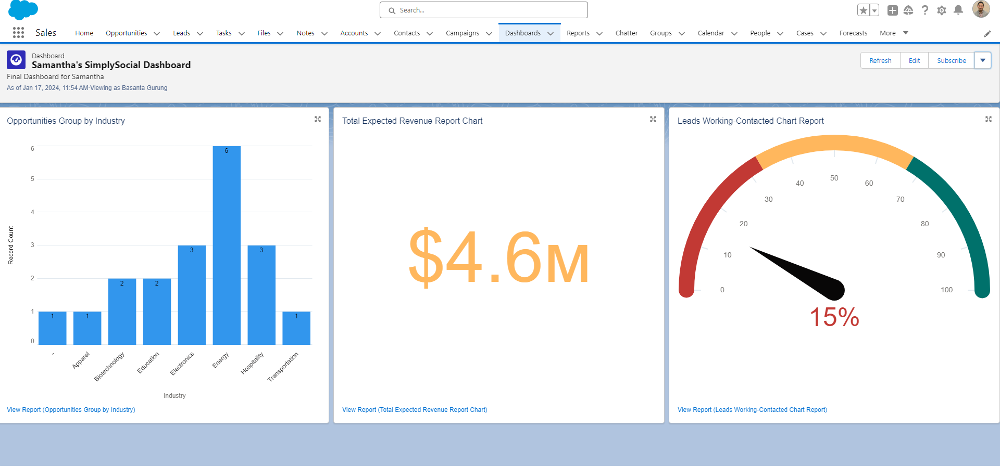 Search...
Sales
Home
Opportunities
Leads
Tasks
Files
Notes
Accounts
Contacts
Campaigns
Dashboards
Reports
Chatter
Groups
Calendar
People
Cases
Forecasts
More
Dashboard
Samantha's SimplySocial Dashboard
Final Dashboard for Samantha
As of Jan 17, 2024, 11:54 AM·Viewing as Basanta Gurung
Refresh
Edit
Subscribe
Opportunities Group by Industry
Record Count
6
5
4
3
2
1
0
1
1
2
2
3
6
3
1
-
Apparel
Biotechnology
Education
Electronics
Energy
Hospitality
Transportation
Industry
View Report (Opportunities Group by Industry)
Total Expected Revenue Report Chart
$4.6M
View Report (Total Expected Revenue Report Chart)
Leads Working-Contacted Chart Report
0
10
20
30
40
50
60
70
80
90
100
15%
View Report (Leads Working-Contacted Chart Report)